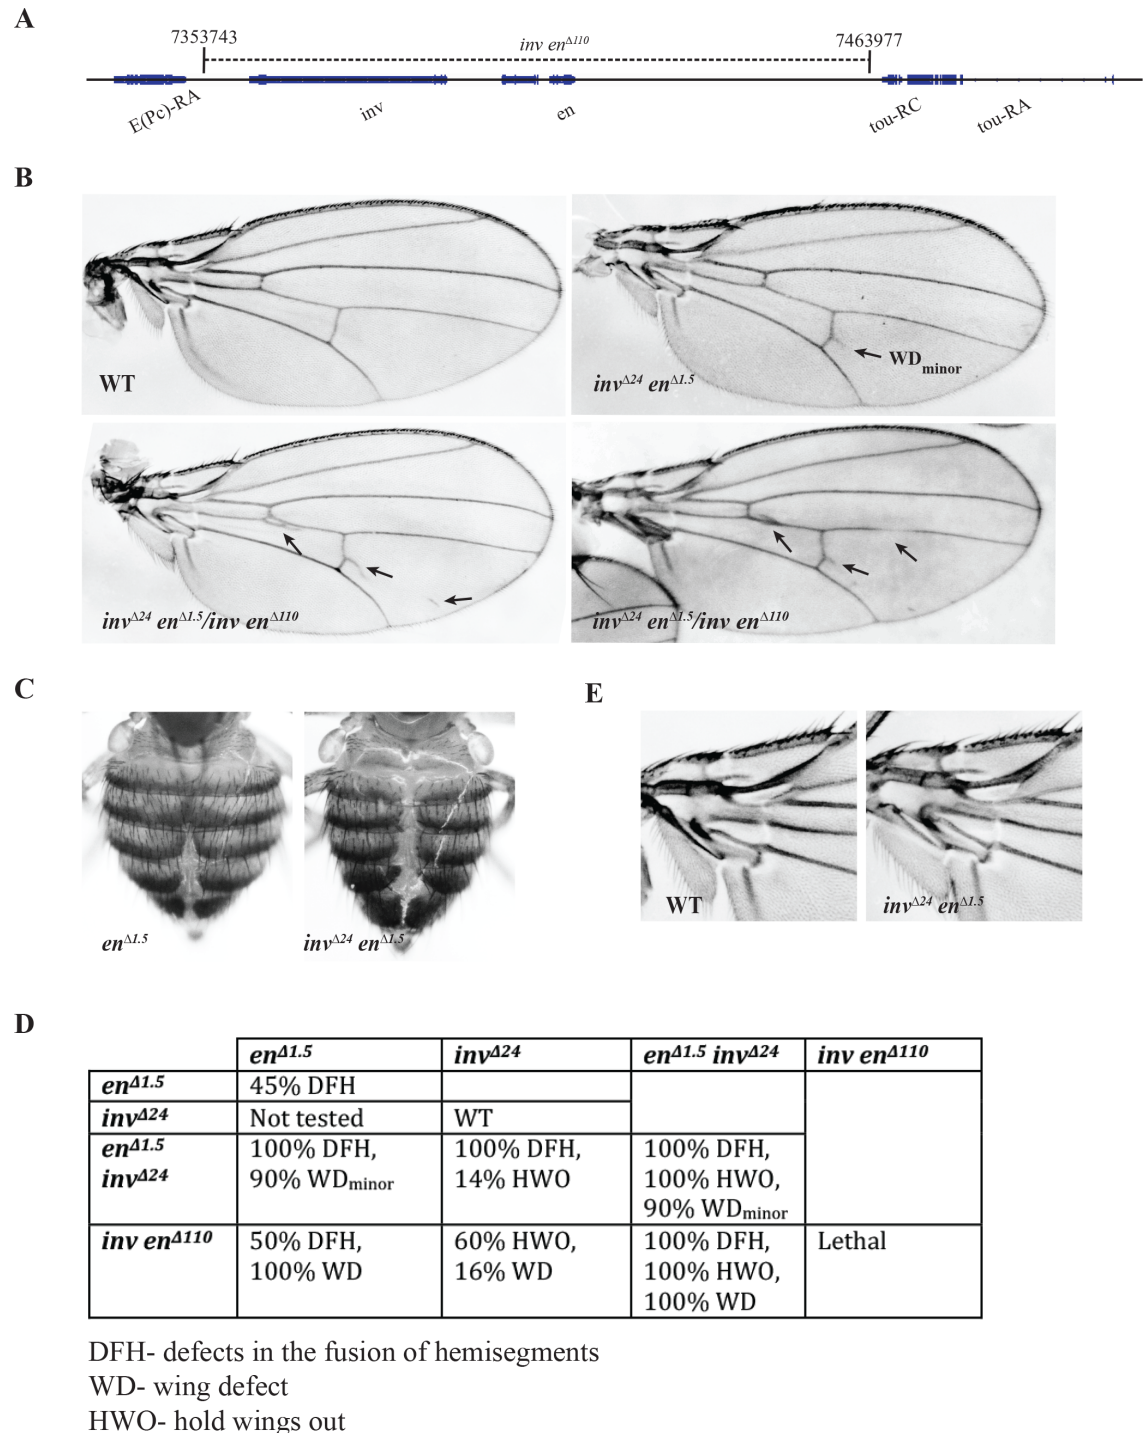 A
7353743
inv en^Δ110
7463977
E(Pc)-RA
inv
en
tou-RC
tou-RA
B
WT
WD minor
inv^Δ24 en^Δ1.5
inv^Δ24 en^Δ1.5/inv en^Δ110
inv^Δ24 en^Δ1.5/inv en^Δ110
C
en^Δ1.5
inv^Δ24 en^Δ1.5
E
WT
inv^Δ24 en^Δ1.5
D
en^Δ1.5 inv^Δ24 en^Δ1.5 inv^Δ24 inv en^Δ110
en^Δ1.5 45% DFH
inv^Δ24 Not tested WT
en^Δ1.5 100% DFH, 100% DFH, 100% DFH,
inv^Δ24 90% WDminor 14% HWO 100% HWO,
90% WDminor
inv en^Δ110 50% DFH, 60% HWO, 100% DFH, Lethal
100% WD 16% WD 100% HWO,
100% WD
DFH- defects in the fusion of hemisegments
WD- wing defect
HWO- hold wings out